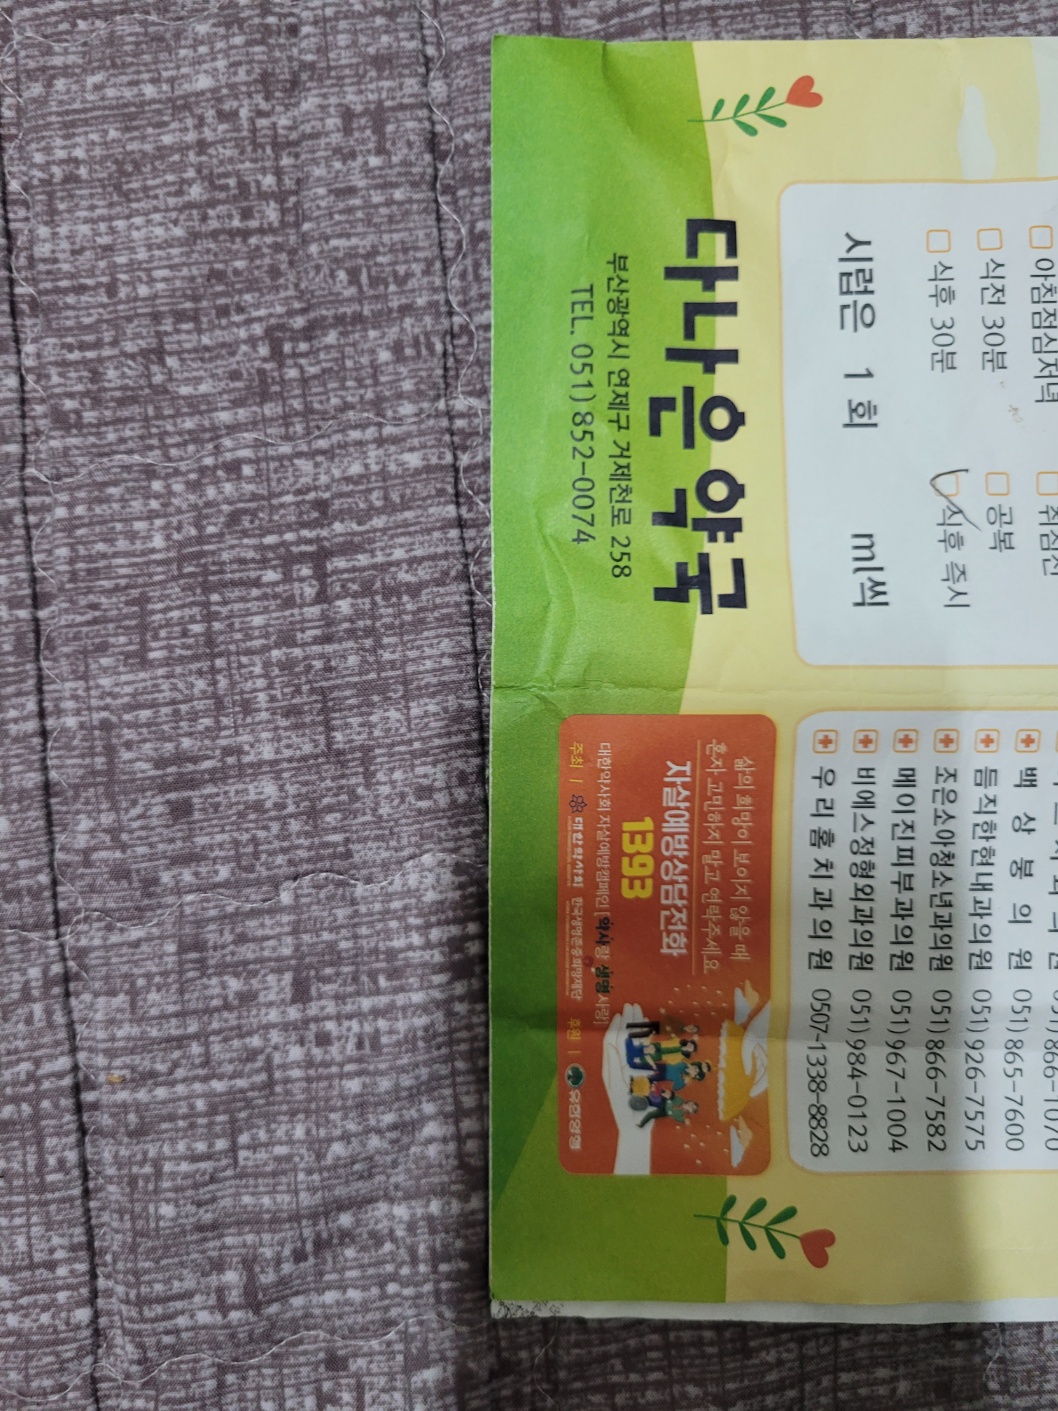 아침점심저녁 취침전
식전 30분 공복
식후 30분 식후 즉시
시럽은 1 회 ml씩
051)866-1070
백상봉의원 051)865-7600
듬직한현내과의원 051)926-7575
조은소아청소년과의원 051)866-7582
메이진피부과의원 051)967-1004
비에스정형외과의원 051)984-0123
우리홈치과의원 0507-1338-8828
다나은 약국
부산광역시 연제구 거제천로 258
TEL. 051) 852-0074
삶의 희망이 보이지 않을 때
혼자 고민하지 말고 연락주세요
자살예방상담전화
1393
대한약사회 자살예방캠페인 | 약사랑 생명사랑 |
주최 | 대한약사회 한국생명존중희망재단 후원 | 유한양행